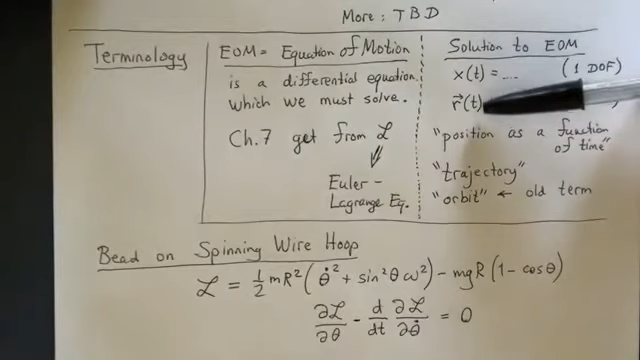 More: TBD
Terminology
EOM = Equation of Motion
is a differential equation.
which we must solve.
Ch.7 get from ℒ
⇓
Euler-
Lagrange Eq.
Solution to EOM
x(t) = .... (1 DOF)
r⃗(t) )
"position as a function
of time"
"trajectory"
"orbit" ← old term
Bead on Spinning Wire Hoop
ℒ = 1/2 mR² (θ̇² + sin²θ ω²) - mgR (1 - cosθ)
∂ℒ/∂θ - d/dt ∂ℒ/∂θ̇ = 0